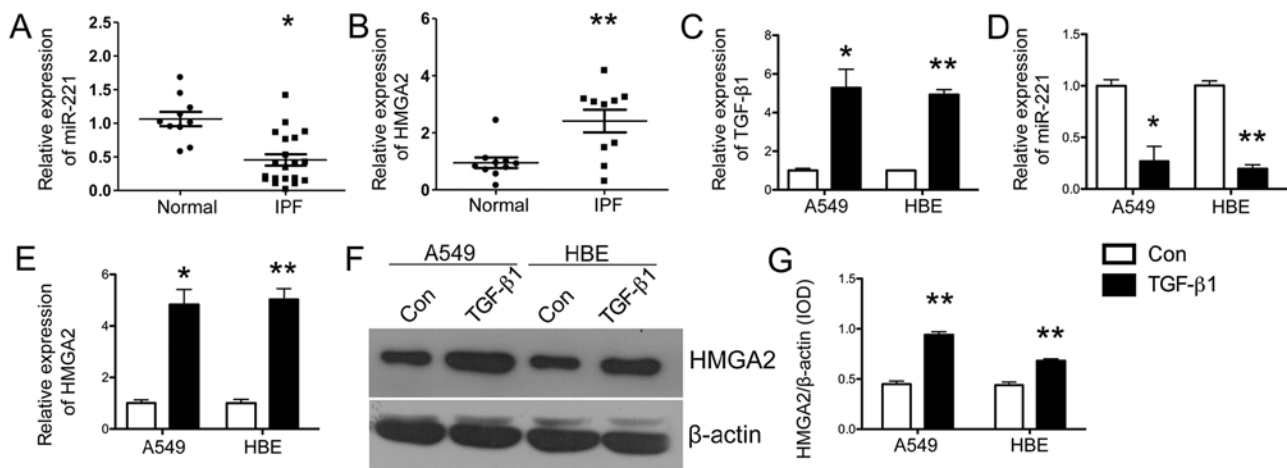 A
Relative expression
of miR-221
2.5
2.0
1.5
1.0
0.5
0.0
*
Normal
IPF
B
Relative expression
of HMGA2
6
4
2
0
**
Normal
IPF
C
Relative expression
of TGF-β1
8
6
4
2
0
*
**
A549
HBE
D
Relative expression
of miR-221
1.5
1.0
0.5
0.0
*
**
A549
HBE
E
Relative expression
of HMGA2
6
4
2
0
*
**
A549
HBE
F
A549
HBE
Con
TGF-β1
Con
TGF-β1
HMGA2
β-actin
G
HMGA2/β-actin (IOD)
1.5
1.0
0.5
0.0
**
**
A549
HBE
Con
TGF-β1